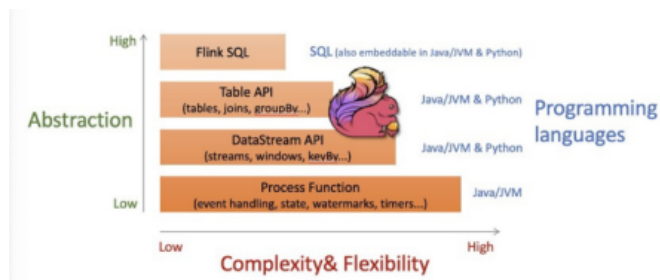 High
Flink SQL
SQL (also embeddable in Java/JVM & Python)
Table API
(tables, joins, groupBy...)
Java/JVM & Python
Abstraction
Programming
languages
DataStream API
(streams, windows, keyBy...)
Java/JVM & Python
Process Function
(event handling, state, watermarks, timers...)
Java/JVM
Low
Low
High
Complexity& Flexibility